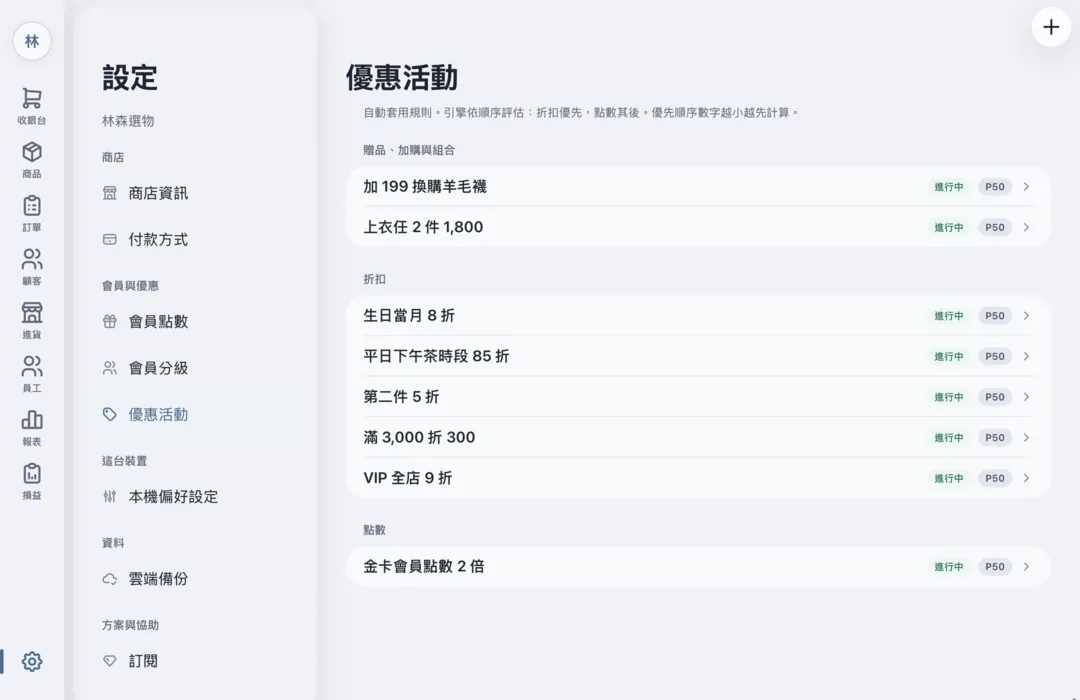 林
收銀台
商品
訂單
顧客
進貨
員工
報表
損益
設定
林森選物
商店
商店資訊
付款方式
會員與優惠
會員點數
會員分級
優惠活動
這台裝置
本機偏好設定
資料
雲端備份
方案與協助
訂閱
優惠活動
自動套用規則。引擎依順序評估：折扣優先，點數其後。優先順序數字越小越先計算。
贈品、加購與組合
加 199 換購羊毛襪 進行中 P50
上衣任 2 件 1,800 進行中 P50
折扣
生日當月 8 折 進行中 P50
平日下午茶時段 85 折 進行中 P50
第二件 5 折 進行中 P50
滿 3,000 折 300 進行中 P50
VIP 全店 9 折 進行中 P50
點數
金卡會員點數 2 倍 進行中 P50